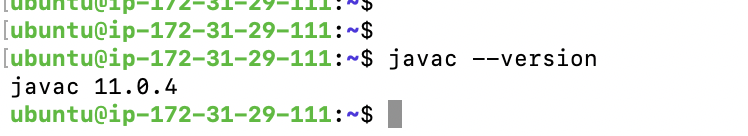 ubuntu@ip-172-31-29-111:~$
[ubuntu@ip-172-31-29-111:~$
[ubuntu@ip-172-31-29-111:~$ javac --version
javac 11.0.4
ubuntu@ip-172-31-29-111:~$